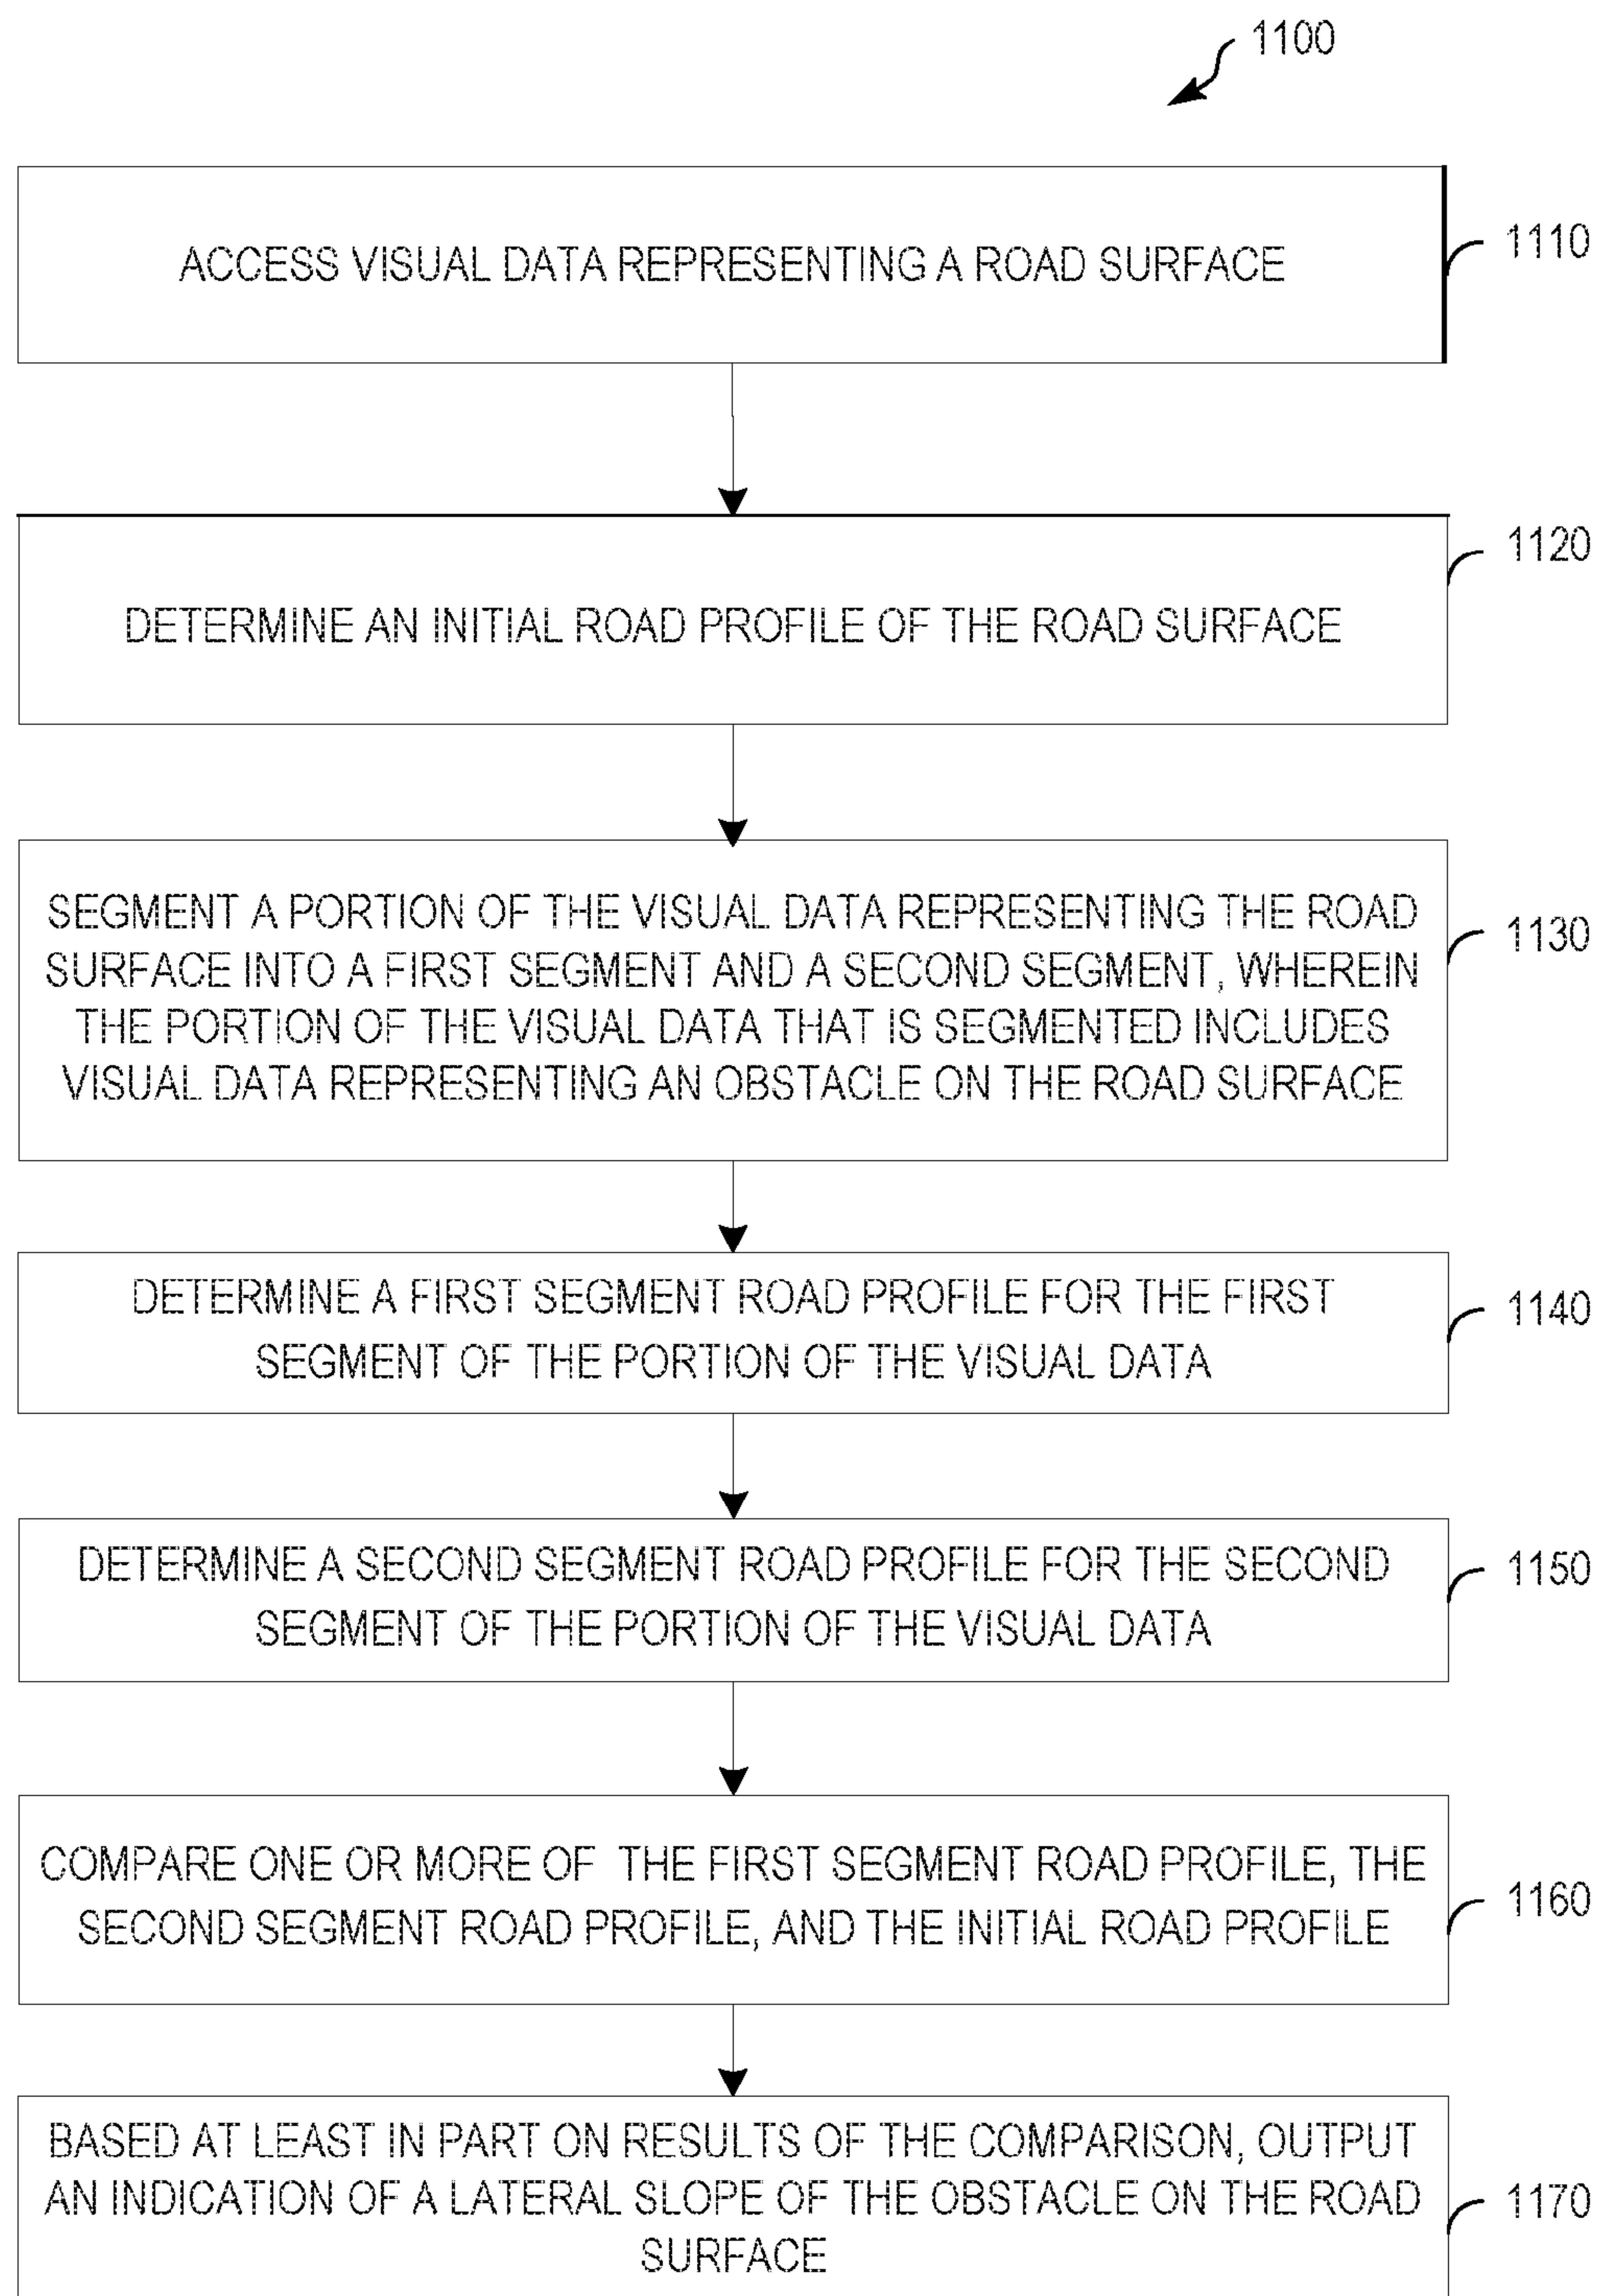 1100
ACCESS VISUAL DATA REPRESENTING A ROAD SURFACE
1110
DETERMINE AN INITIAL ROAD PROFILE OF THE ROAD SURFACE
1120
SEGMENT A PORTION OF THE VISUAL DATA REPRESENTING THE ROAD
SURFACE INTO A FIRST SEGMENT AND A SECOND SEGMENT, WHEREIN
THE PORTION OF THE VISUAL DATA THAT IS SEGMENTED INCLUDES
VISUAL DATA REPRESENTING AN OBSTACLE ON THE ROAD SURFACE
1130
DETERMINE A FIRST SEGMENT ROAD PROFILE FOR THE FIRST
SEGMENT OF THE PORTION OF THE VISUAL DATA
1140
DETERMINE A SECOND SEGMENT ROAD PROFILE FOR THE SECOND
SEGMENT OF THE PORTION OF THE VISUAL DATA
1150
COMPARE ONE OR MORE OF THE FIRST SEGMENT ROAD PROFILE, THE
SECOND SEGMENT ROAD PROFILE, AND THE INITIAL ROAD PROFILE
1160
BASED AT LEAST IN PART ON RESULTS OF THE COMPARISON, OUTPUT
AN INDICATION OF A LATERAL SLOPE OF THE OBSTACLE ON THE ROAD
SURFACE
1170